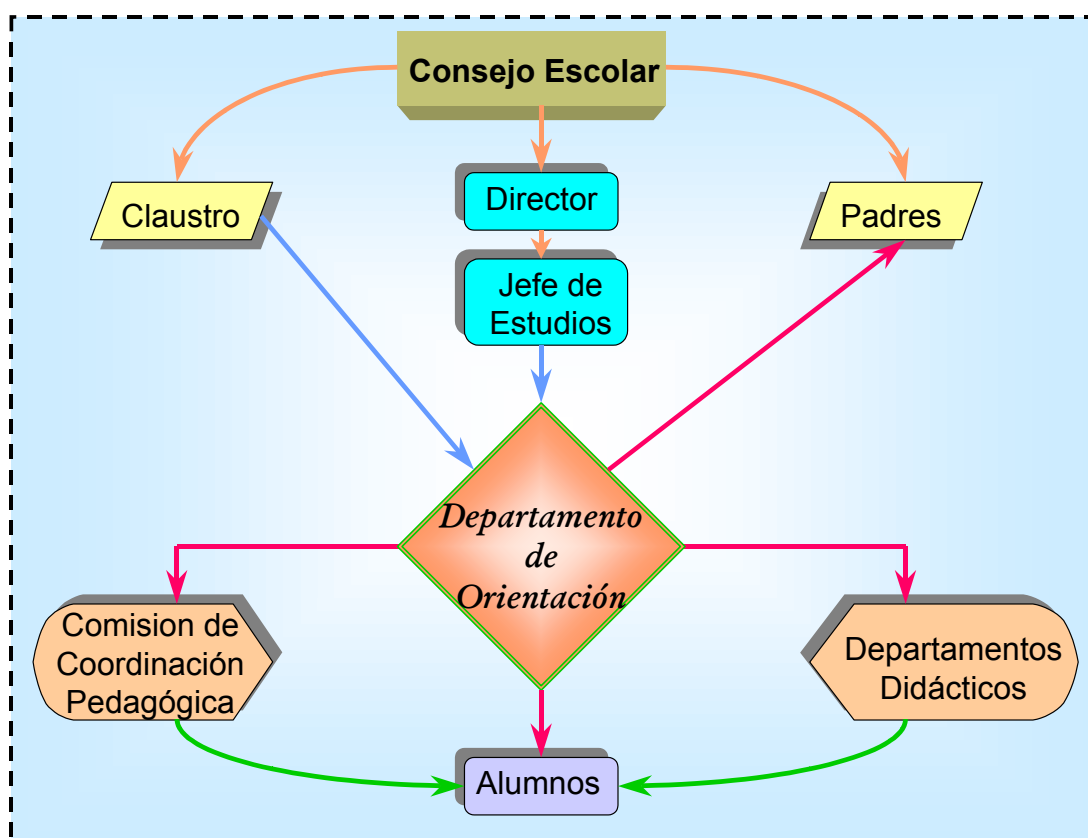 Consejo Escolar
Claustro
Director
Padres
Jefe de
Estudios
Departamento
de
Orientación
Comision de
Coordinación
Pedagógica
Departamentos
Didácticos
Alumnos